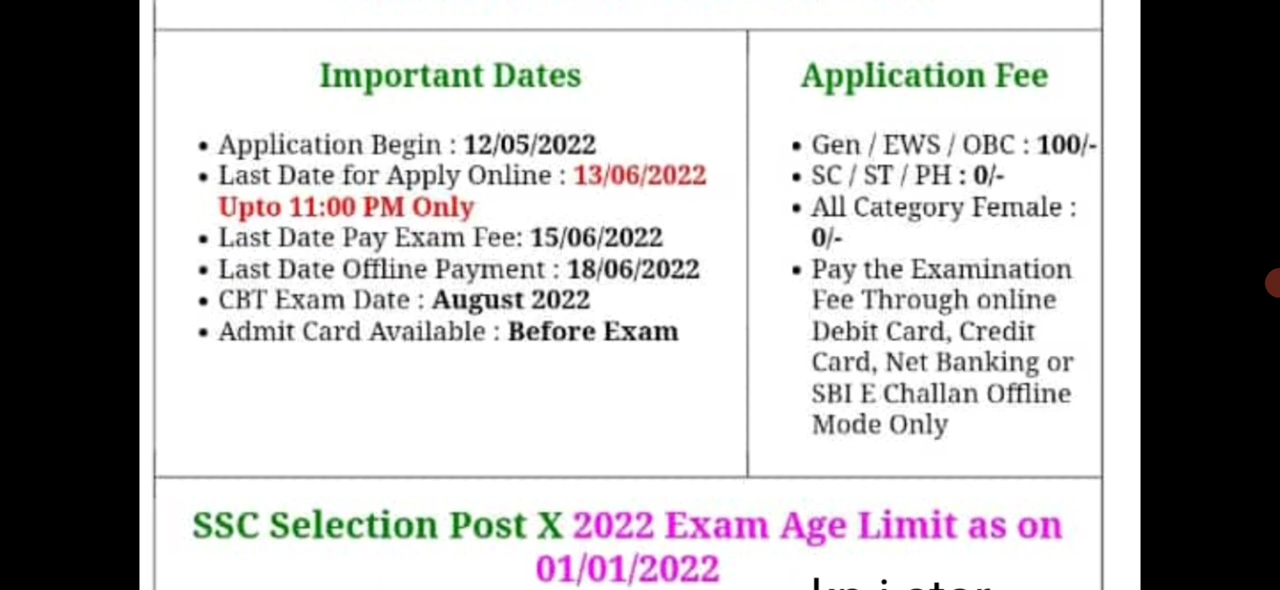 Important Dates
• Application Begin : 12/05/2022
• Last Date for Apply Online : 13/06/2022
Upto 11:00 PM Only
• Last Date Pay Exam Fee: 15/06/2022
• Last Date Offline Payment : 18/06/2022
• CBT Exam Date : August 2022
• Admit Card Available : Before Exam
Application Fee
• Gen / EWS / OBC : 100/-
• SC / ST / PH : 0/-
• All Category Female :
0/-
• Pay the Examination
Fee Through online
Debit Card, Credit
Card, Net Banking or
SBI E Challan Offline
Mode Only
SSC Selection Post X 2022 Exam Age Limit as on
01/01/2022